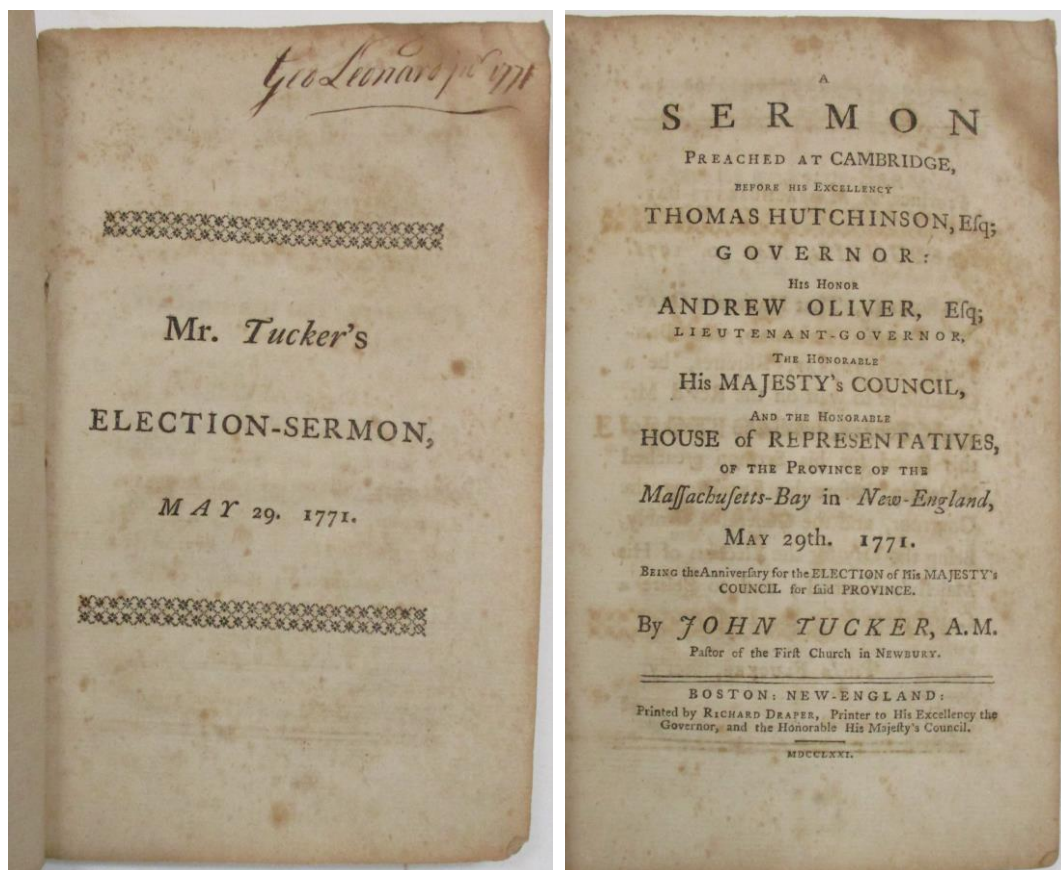 Geo Leonard 1771
Mr. Tucker's
ELECTION-SERMON,
MAY 29. 1771.
A
SERMON
PREACHED AT CAMBRIDGE,
BEFORE HIS EXCELLENCY
THOMAS HUTCHINSON, Eſq;
GOVERNOR:
HIS HONOR
ANDREW OLIVER, Eſq;
LIEUTENANT-GOVERNOR,
THE HONORABLE
HIS MAJESTY's COUNCIL,
AND THE HONORABLE
HOUSE of REPRESENTATIVES,
OF THE PROVINCE OF THE
Maſſachuſetts-Bay in New-England,
MAY 29th. 1771.
BEING the Anniverſary for the ELECTION of His MAJESTY's
COUNCIL for ſaid PROVINCE.
By JOHN TUCKER, A.M.
Paſtor of the Firſt Church in NEWBURY.
BOSTON: NEW-ENGLAND:
Printed by RICHARD DRAPER, Printer to His Excellency the
Governor, and the Honorable His Majeſty's Council.
MDCCLXXI.